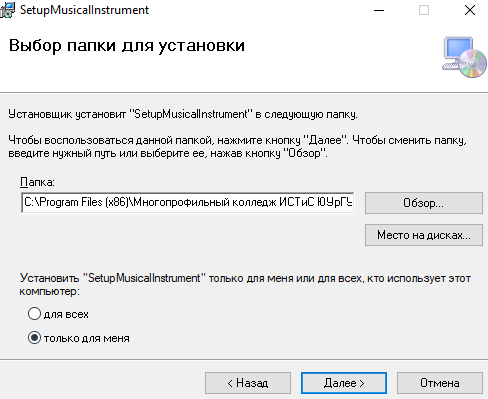 SetupMusicalInstrument
Выбор папки для установки
Установщик установит "SetupMusicalInstrument" в следующую папку.
Чтобы воспользоваться данной папкой, нажмите кнопку "Далее". Чтобы сменить папку,
введите нужный путь или выберите ее, нажав кнопку "Обзор".
Папка:
C:\Program Files (x86)\Многопрофильный колледж ИСТиС ЮУрГУ
Обзор...
Место на дисках...
Установить "SetupMusicalInstrument" только для меня или для всех, кто использует этот
компьютер:
для всех
только для меня
< Назад
Далее >
Отмена